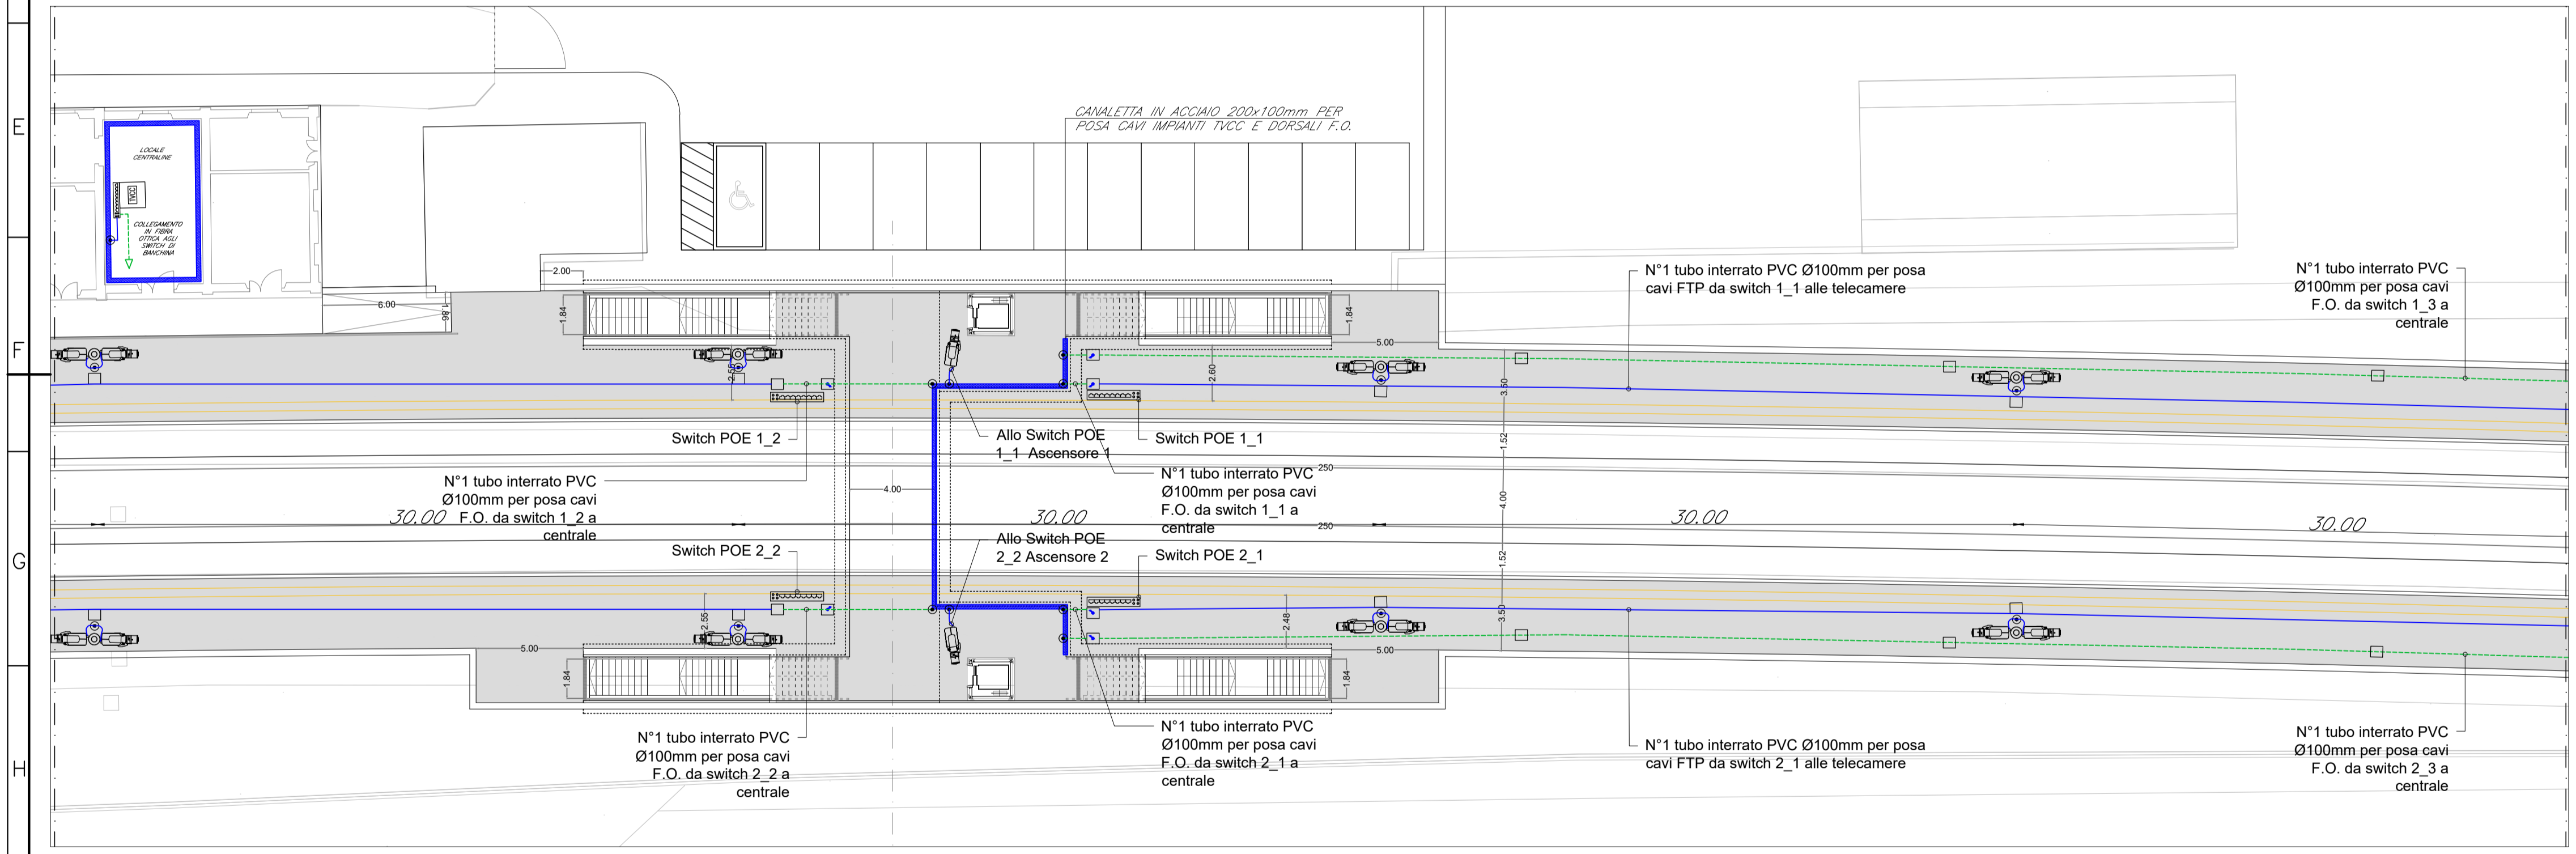 E
F
G
H
CANALETTA IN ACCIAIO 200x100mm PER
POSA CAVI IMPIANTI TVCC E DORSALI F.O.
LOCALE
CENTRALINE
TVCC
COLLEGAMENTO
IN FIBRA
OTTICA AGLI
SWITCH DI
BANCHINA
2.00
6.00
1.86
1.84
1.84
N°1 tubo interrato PVC Ø100mm per posa
cavi FTP da switch 1_1 alle telecamere
N°1 tubo interrato PVC
Ø100mm per posa cavi
F.O. da switch 1_3 a
centrale
5.00
2.55
2.60
3.50
Switch POE 1_2
Allo Switch POE
1_1 Ascensore 1
Switch POE 1_1
1.52
N°1 tubo interrato PVC
Ø100mm per posa cavi
F.O. da switch 1_2 a
centrale
4.00
N°1 tubo interrato PVC
Ø100mm per posa cavi
F.O. da switch 1_1 a
centrale
250
4.00
30.00
30.00
250
30.00
30.00
Switch POE 2_2
Allo Switch POE
2_2 Ascensore 2
Switch POE 2_1
1.52
2.55
2.48
3.50
5.00
5.00
1.84
1.84
N°1 tubo interrato PVC
Ø100mm per posa cavi
F.O. da switch 2_2 a
centrale
N°1 tubo interrato PVC
Ø100mm per posa cavi
F.O. da switch 2_1 a
centrale
N°1 tubo interrato PVC Ø100mm per posa
cavi FTP da switch 2_1 alle telecamere
N°1 tubo interrato PVC
Ø100mm per posa cavi
F.O. da switch 2_3 a
centrale